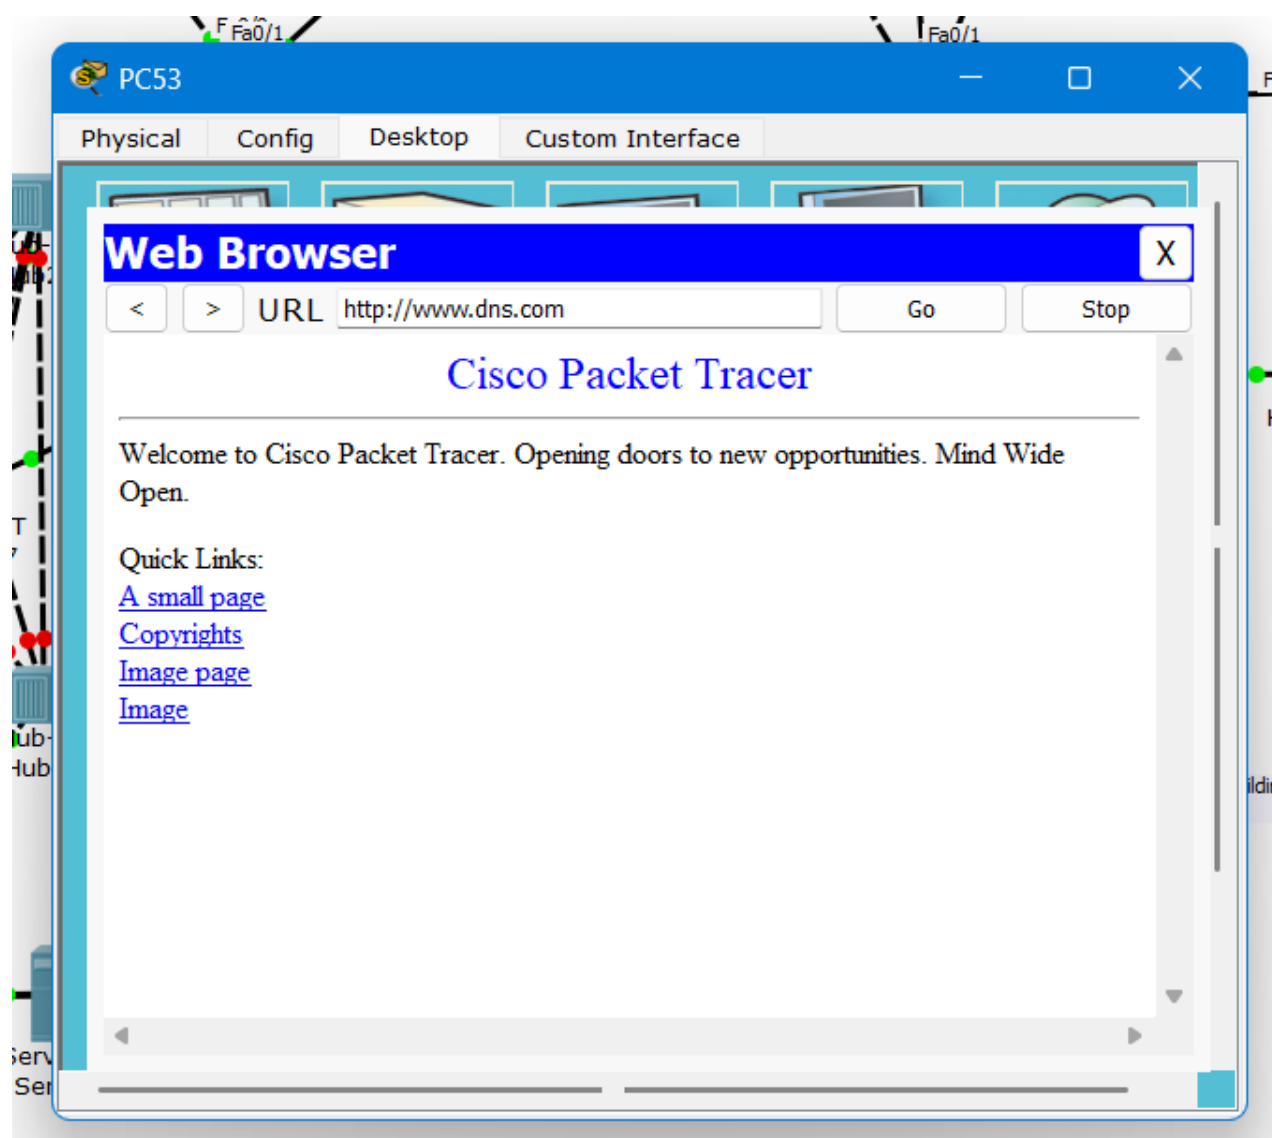 Fa0/1
Fa0/1
PC53
Physical Config Desktop Custom Interface
Web Browser X
< > URL http://www.dns.com Go Stop
Cisco Packet Tracer
Welcome to Cisco Packet Tracer. Opening doors to new opportunities. Mind Wide
Open.
Quick Links:
A small page
Copyrights
Image page
Image